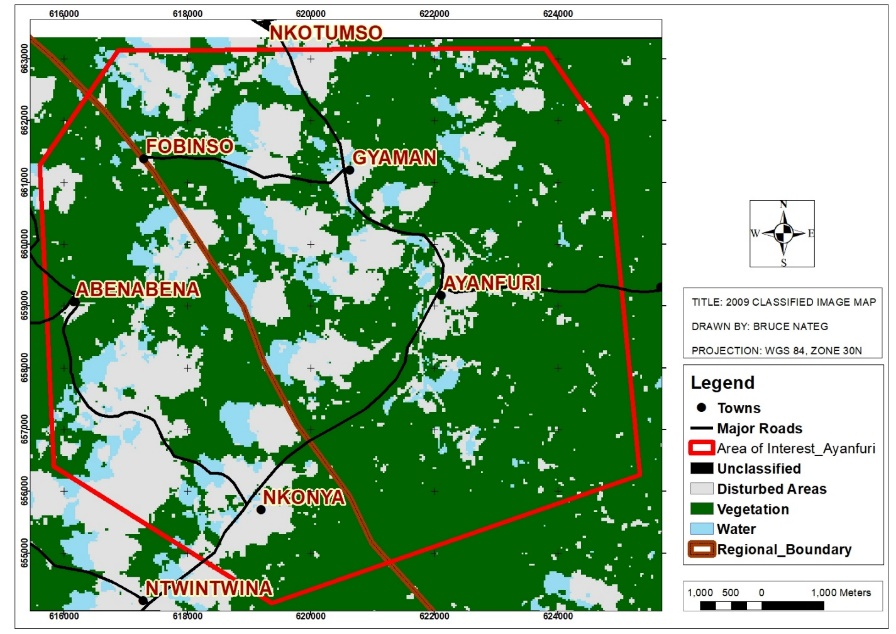 616000 618000 620000 622000 624000
NKOTUMSO
663000
662000
FOBINSO
GYAMAN
661000
660000
ABENABENA
AYANFURI
659000
658000
657000
656000
NKONYA
655000
NTWINTWINA
616000 618000 620000 622000 624000
N
W E
S
TITLE: 2009 CLASSIFIED IMAGE MAP
DRAWN BY: BRUCE NATEG
PROJECTION: WGS 84, ZONE 30N
Legend
Towns
Major Roads
Area of Interest_Ayanfuri
Unclassified
Disturbed Areas
Vegetation
Water
Regional_Boundary
1,000 500 0 1,000 Meters